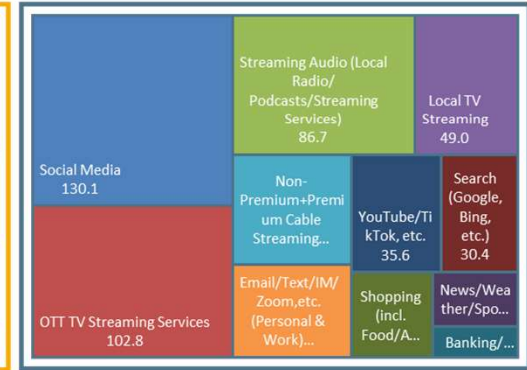 Social Media
130.1
OTT TV Streaming Services
102.8
Streaming Audio (Local
Radio/
Podcasts/Streaming
Services)
86.7
Local TV
Streaming
49.0
Non-
Premium+Premi
um Cable
Streaming...
YouTube/Ti
kTok, etc.
35.6
Search
(Google,
Bing,
etc.)
30.4
Email/Text/IM/
Zoom,etc.
(Personal &
Work)...
Shopping
(incl.
Food/A...
News/Wea
ther/Spo...
Banking/...